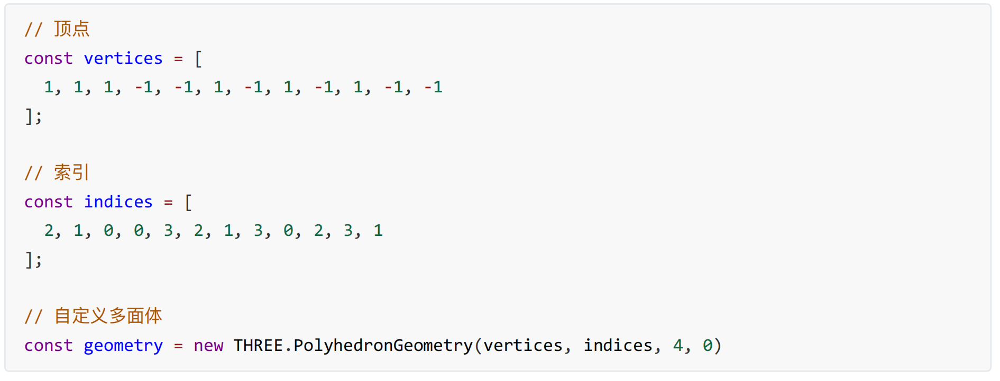 // 顶点
const vertices = [
  1, 1, 1, -1, -1, 1, -1, 1, -1, 1, -1, -1
];
// 索引
const indices = [
  2, 1, 0, 0, 3, 2, 1, 3, 0, 2, 3, 1
];
// 自定义多面体
const geometry = new THREE.PolyhedronGeometry(vertices, indices, 4, 0)